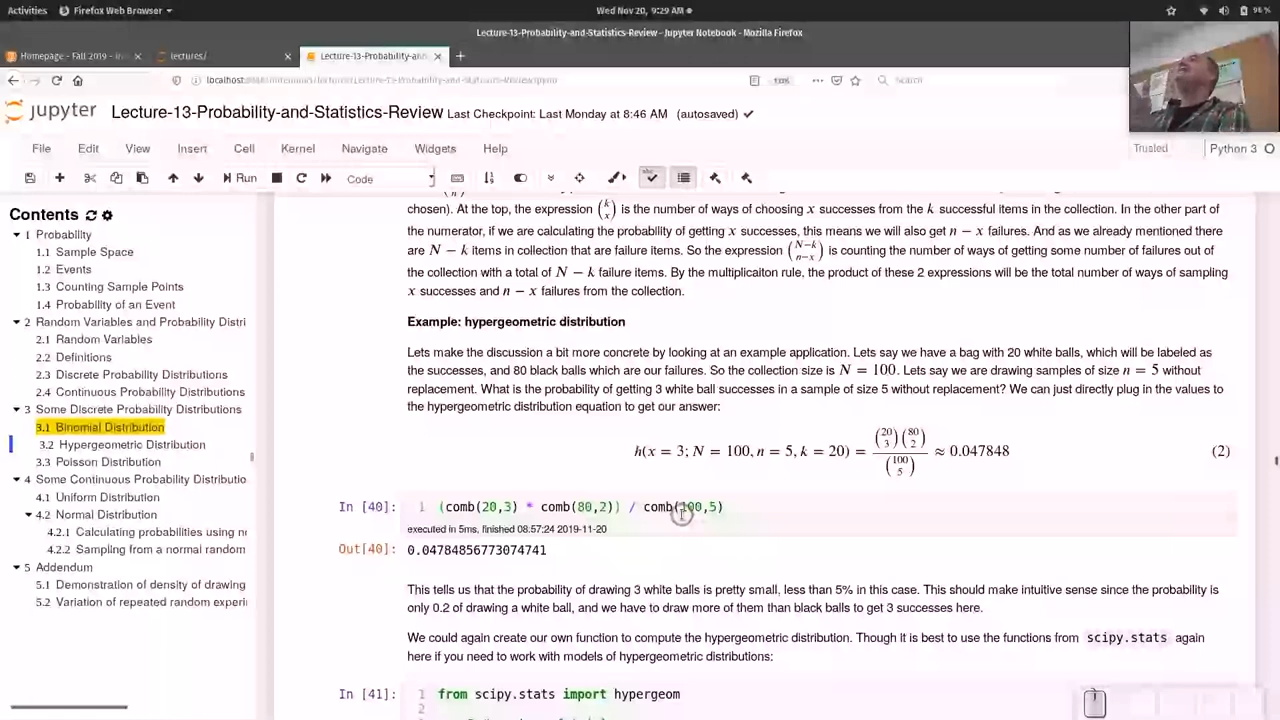 Activities
Firefox Web Browser
Wed Nov 20, 9:29 AM
96 %
Lecture-13-Probability-and-Statistics-Review - Jupyter Notebook - Mozilla Firefox
Homepage - Fall 2019 -
lectures/
Lecture-13-Probability-and-
Search
jupyter
Lecture-13-Probability-and-Statistics-Review Last Checkpoint: Last Monday at 8:46 AM (autosaved)
File Edit View Insert Cell Kernel Navigate Widgets Help
Trusted
Python 3
Run
Code
Contents
1 Probability
1.1 Sample Space
1.2 Events
1.3 Counting Sample Points
1.4 Probability of an Event
2 Random Variables and Probability Distri
2.1 Random Variables
2.2 Definitions
2.3 Discrete Probability Distributions
2.4 Continuous Probability Distributions
3 Some Discrete Probability Distributions
3.1 Binomial Distribution
3.2 Hypergeometric Distribution
3.3 Poisson Distribution
4 Some Continuous Probability Distributio
4.1 Uniform Distribution
4.2 Normal Distribution
4.2.1 Calculating probabilities using no
4.2.2 Sampling from a normal random
5 Addendum
5.1 Demonstration of density of drawing
5.2 Variation of repeated random experi
chosen). At the top, the expression (k x) is the number of ways of choosing x successes from the k successful items in the collection. In the other part of
the numerator, if we are calculating the probability of getting x successes, this means we will also get n − x failures. And as we already mentioned there
are N − k items in collection that are failure items. So the expression (N−k n−x) is counting the number of ways of getting some number of failures out of
the collection with a total of N − k failure items. By the multiplicaiton rule, the product of these 2 expressions will be the total number of ways of sampling
x successes and n − x failures from the collection.
Example: hypergeometric distribution
Lets make the discussion a bit more concrete by looking at an example application. Lets say we have a bag with 20 white balls, which will be labeled as
the successes, and 80 black balls which are our failures. So the collection size is N = 100. Lets say we are drawing samples of size n = 5 without
replacement. What is the probability of getting 3 white ball successes in a sample of size 5 without replacement? We can just directly plug in the values to
the hypergeometric distribution equation to get our answer:
h(x = 3; N = 100, n = 5, k = 20) = (20 3)(80 2) / (100 5) ≈ 0.047848 (2)
In [40]: 1 (comb(20,3) * comb(80,2)) / comb(100,5)
executed in 5ms, finished 08:57:24 2019-11-20
Out[40]: 0.04784856773074741
This tells us that the probability of drawing 3 white balls is pretty small, less than 5% in this case. This should make intuitive sense since the probability is
only 0.2 of drawing a white ball, and we have to draw more of them than black balls to get 3 successes here.
We could again create our own function to compute the hypergeometric distribution. Though it is best to use the functions from scipy.stats again
here if you need to work with models of hypergeometric distributions:
In [41]: 1 from scipy.stats import hypergeom
2